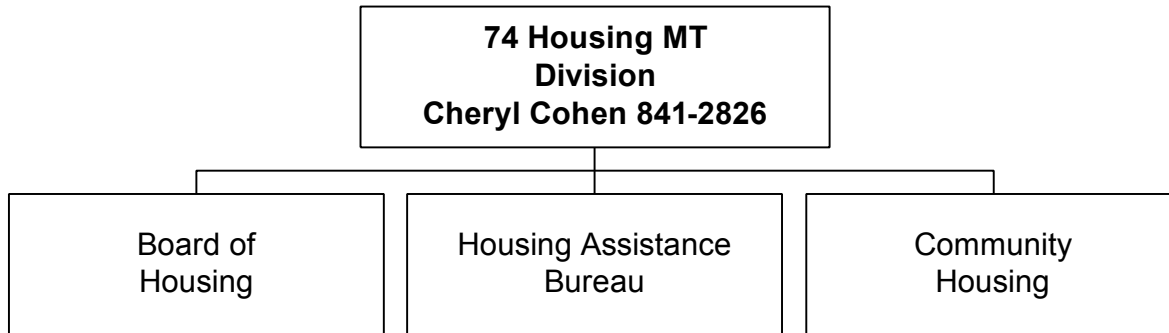 74 Housing MT
Division
Cheryl Cohen 841-2826
Board of
Housing
Housing Assistance
Bureau
Community
Housing